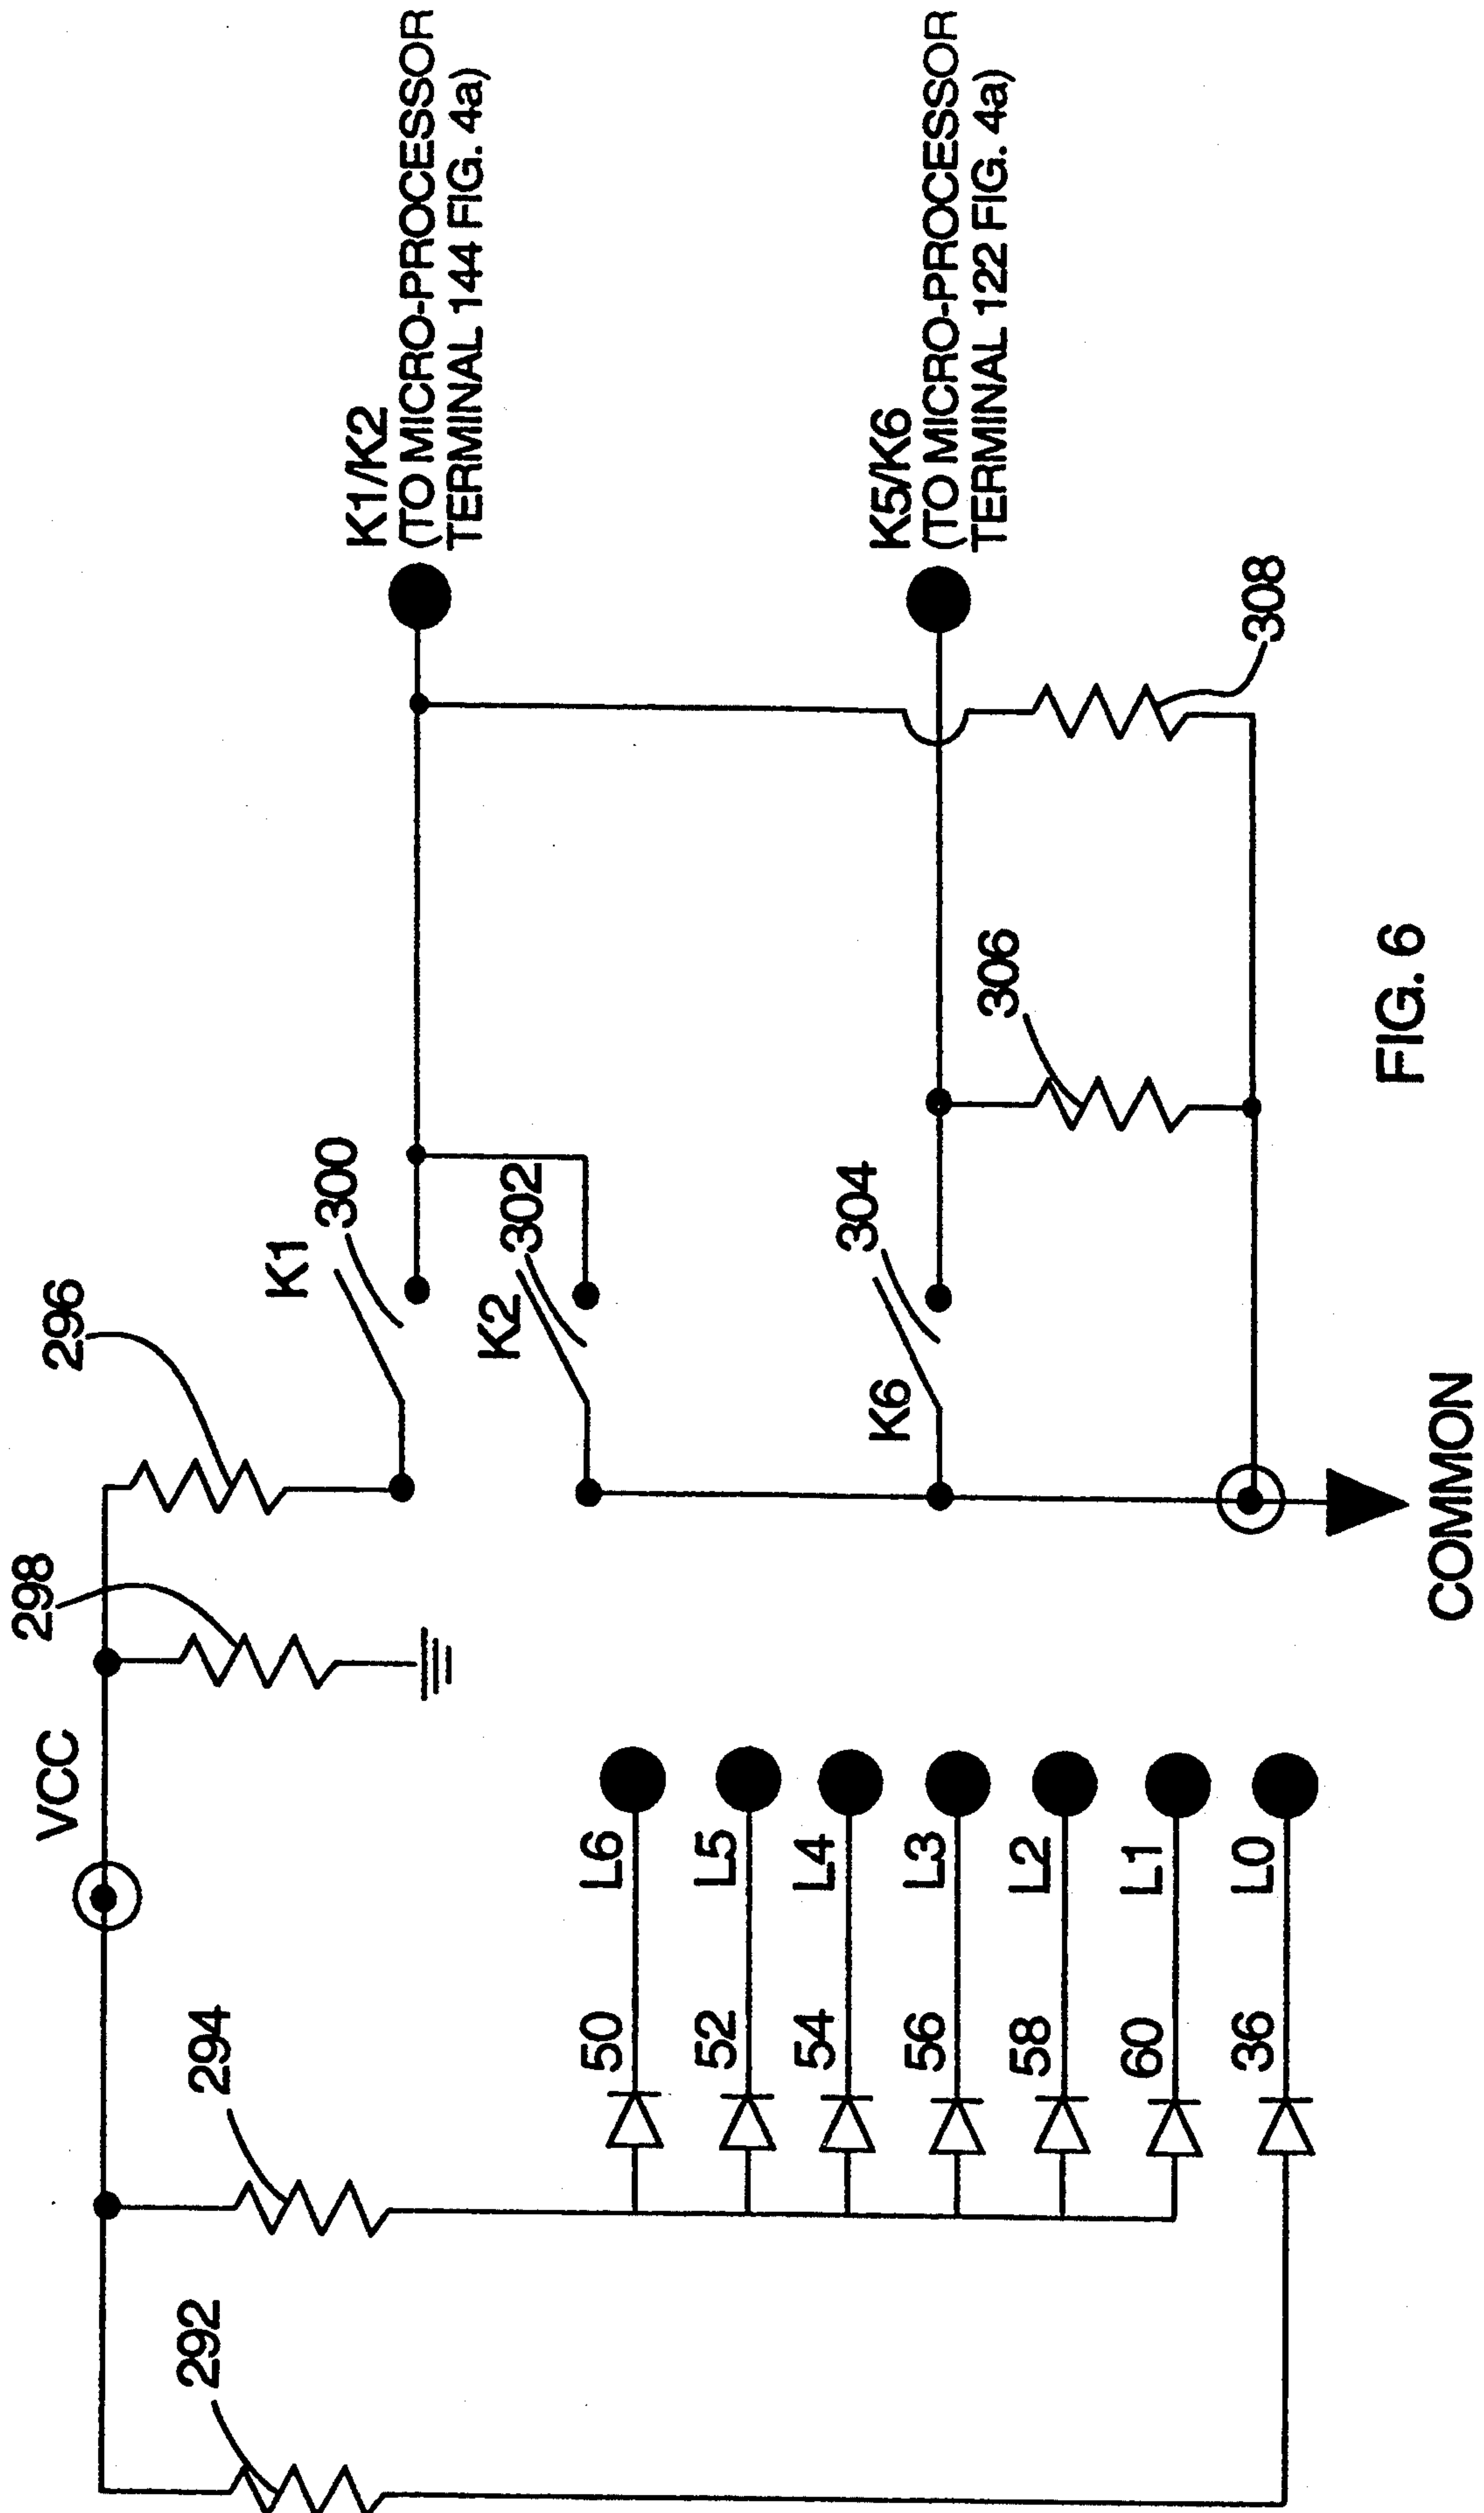 292
294
VCC
298
296
K1
300
K1/K2
(TO MICRO-PROCESSOR
TERMINAL 144 FIG. 4a)
K2
302
50
L6
52
L5
54
L4
56
L3
58
L2
60
L1
36
L0
K6
304
306
K5/K6
(TO MICRO-PROCESSOR
TERMINAL 122 FIG. 4a)
308
COMMON
FIG. 6